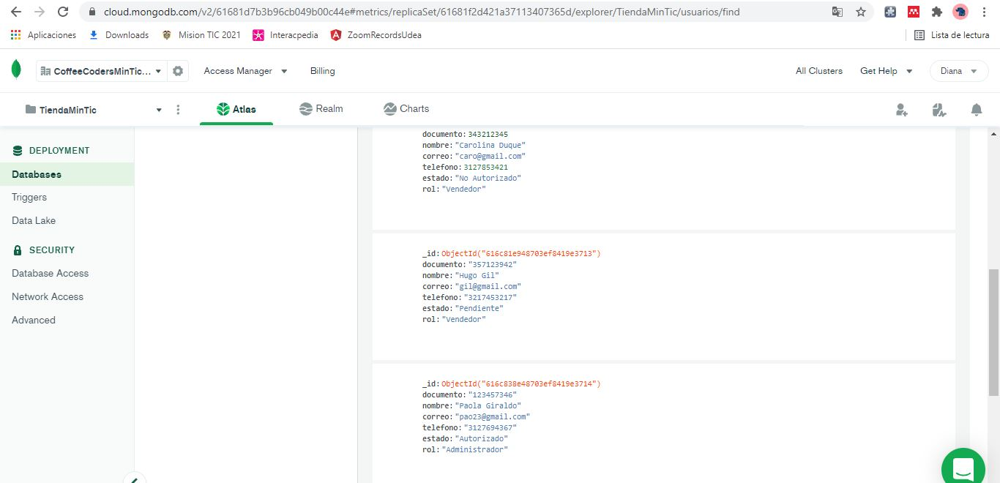 cloud.mongodb.com/v2/61681d7b3b96cb049b00c44e#metrics/replicaSet/61681f2d421a37113407365d/explorer/TiendaMinTic/usuarios/find
Aplicaciones Downloads Mision TIC 2021 Interacpedia ZoomRecordsUdea Lista de lectura
CoffeeCodersMinTic... Access Manager Billing All Clusters Get Help Diana
TiendaMinTic Atlas Realm Charts
DEPLOYMENT
Databases
Triggers
Data Lake
SECURITY
Database Access
Network Access
Advanced
documento: 343212345
nombre: "Carolina Duque"
correo: "caro@gmail.com"
telefono: 3127853421
estado: "No Autorizado"
rol: "Vendedor"
_id: ObjectId("616c81e948703ef8419e3713")
documento: "357123942"
nombre: "Hugo Gil"
correo: "gil@gmail.com"
telefono: "3217453217"
estado: "Pendiente"
rol: "Vendedor"
_id: ObjectId("616c838e48703ef8419e3714")
documento: "123457346"
nombre: "Paola Giraldo"
correo: "pao23@gmail.com"
telefono: "3127694367"
estado: "Autorizado"
rol: "Administrador"